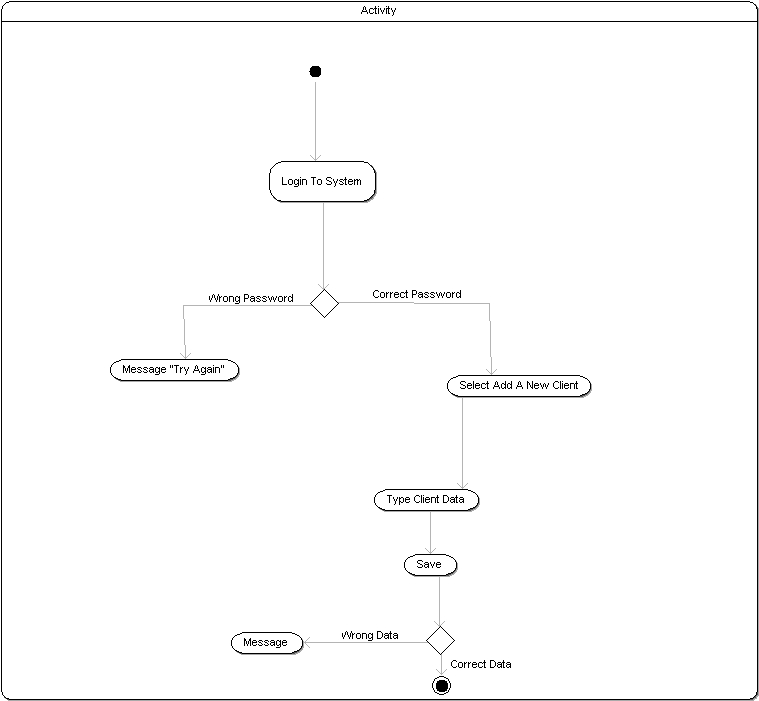 Activity
Login To System
Wrong Password
Correct Password
Message "Try Again"
Select Add A New Client
Type Client Data
Save
Wrong Data
Message
Correct Data